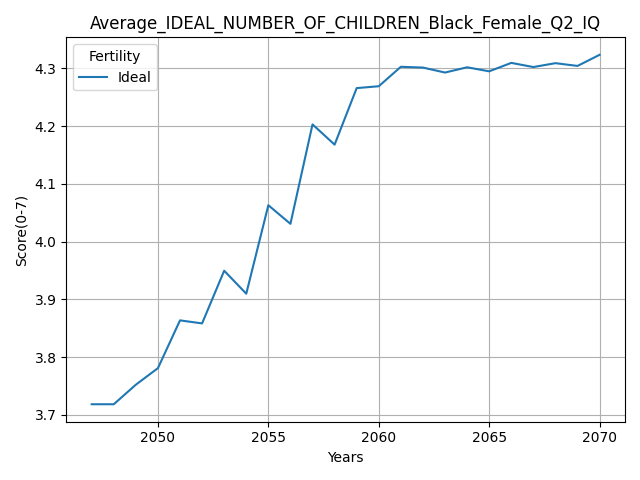 Average_IDEAL_NUMBER_OF_CHILDREN_Black_Female_Q2_IQ
Fertility
Ideal
Score(0-7)
4.3
4.2
4.1
4.0
3.9
3.8
3.7
2050 2055 2060 2065 2070
Years